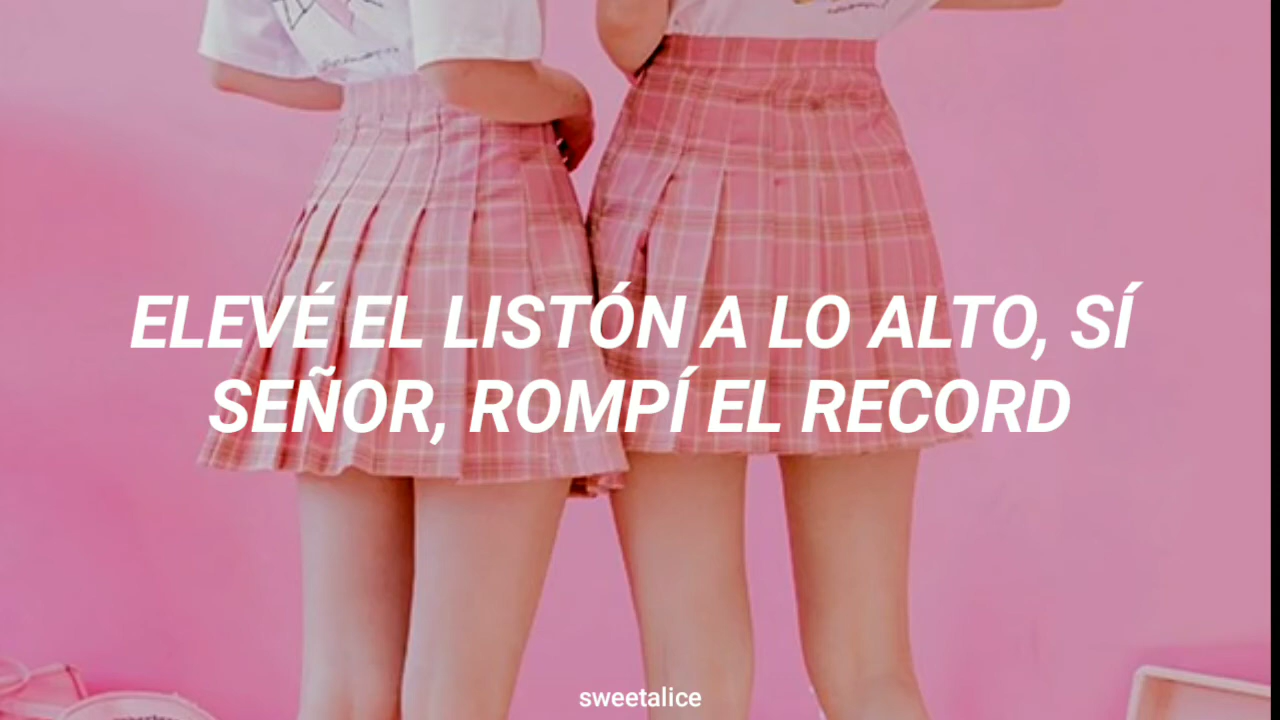 ELEVÉ EL LISTÓN A LO ALTO, SÍ
SEÑOR, ROMPÍ EL RECORD
sweetalice